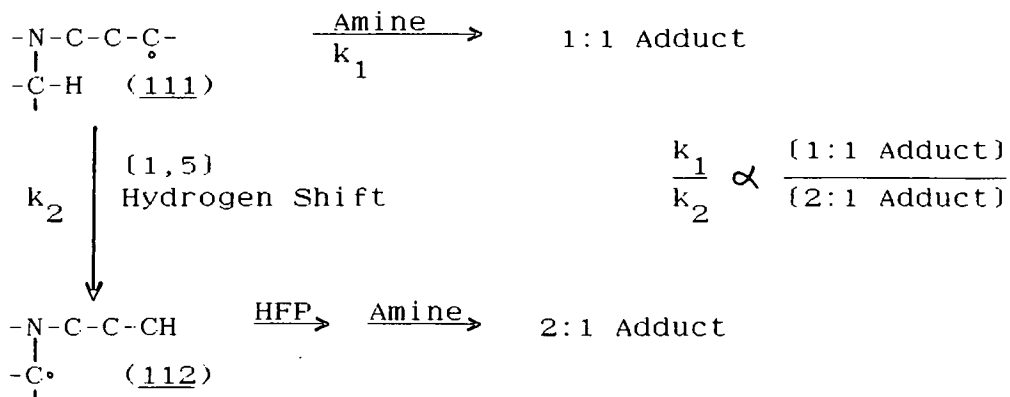 -N-C-C-C-
-C-H (111)
Amine
k1
1:1 Adduct
k2
(1,5)
Hydrogen Shift
k1 ∝ (1:1 Adduct)
k2 (2:1 Adduct)
-N-C-C-CH
-C• (112)
HFP Amine 2:1 Adduct